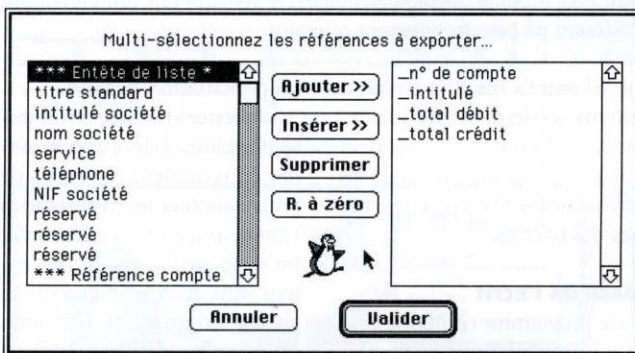 Multi-sélectionnez les références à exporter...
*** Entête de liste *
titre standard
intitulé société
nom société
service
téléphone
NIF société
réservé
réservé
réservé
*** Référence compte
Ajouter >>
Insérer >>
Supprimer
R. à zéro
_n° de compte
_intitulé
_total débit
_total crédit
Annuler
Valider